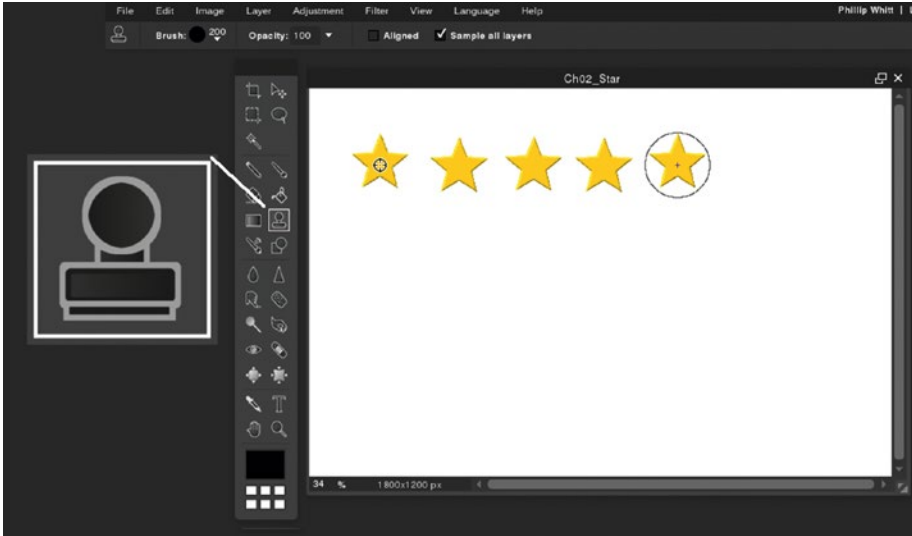 File Edit Image Layer Adjustment Filter View Language Help Phillip Whitt |
Brush: 200 Opacity: 100 Aligned Sample all layers
Ch02_Star
34 % 1800x1200 px